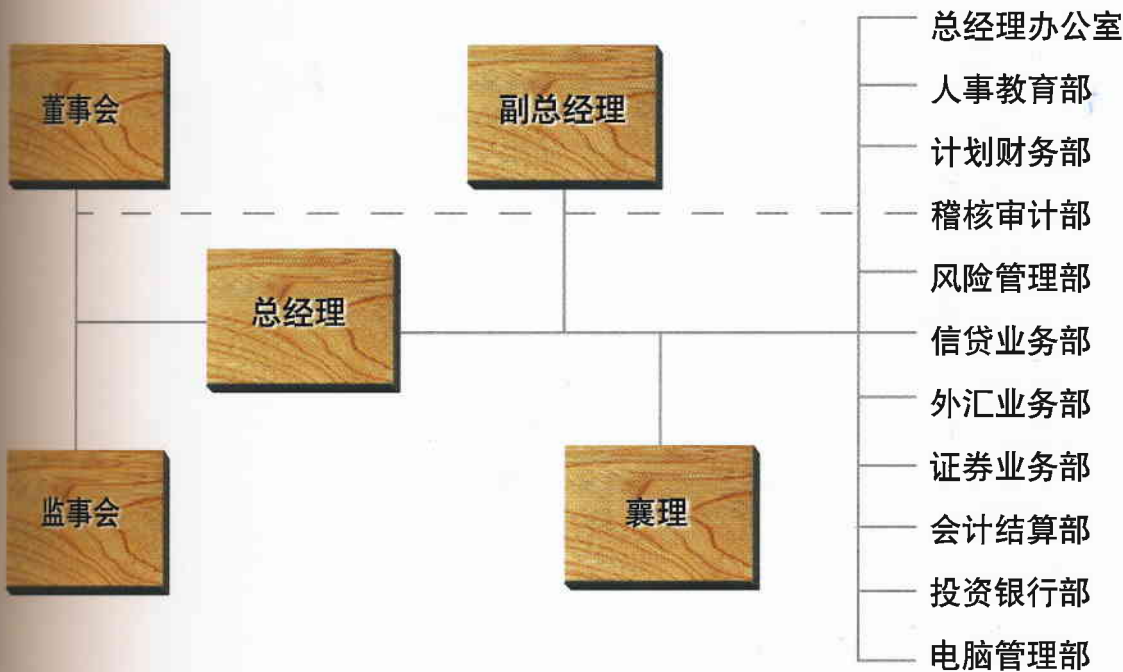 董事会
副总经理
总经理
监事会
襄理
总经理办公室
人事教育部
计划财务部
稽核审计部
风险管理部
信贷业务部
外汇业务部
证券业务部
会计结算部
投资银行部
电脑管理部